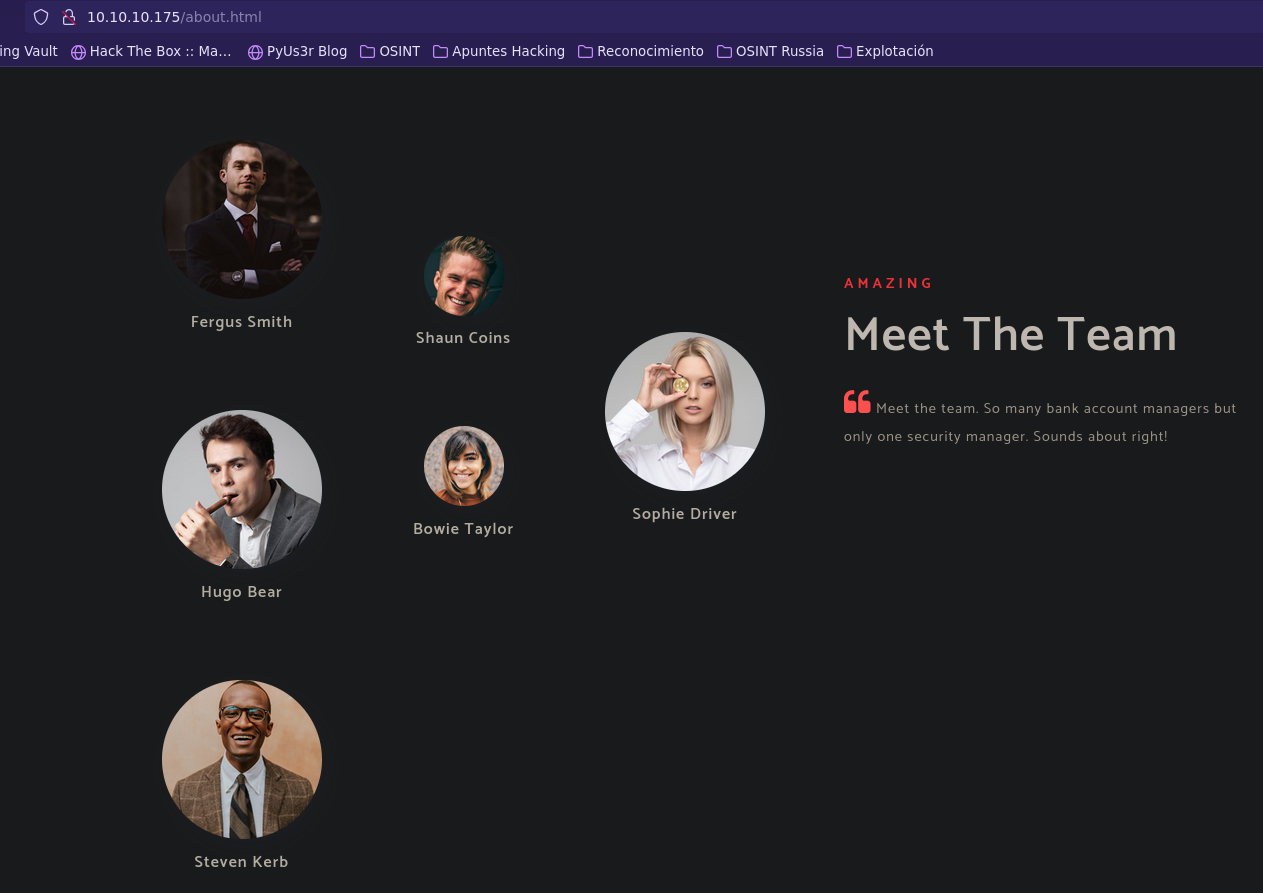 10.10.10.175/about.html
ing Vault Hack The Box :: Ma... PyUs3r Blog OSINT Apuntes Hacking Reconocimiento OSINT Russia Explotación
Fergus Smith
Shaun Coins
Sophie Driver
Hugo Bear
Bowie Taylor
Steven Kerb
AMAZING
Meet The Team
Meet the team. So many bank account managers but
only one security manager. Sounds about right!